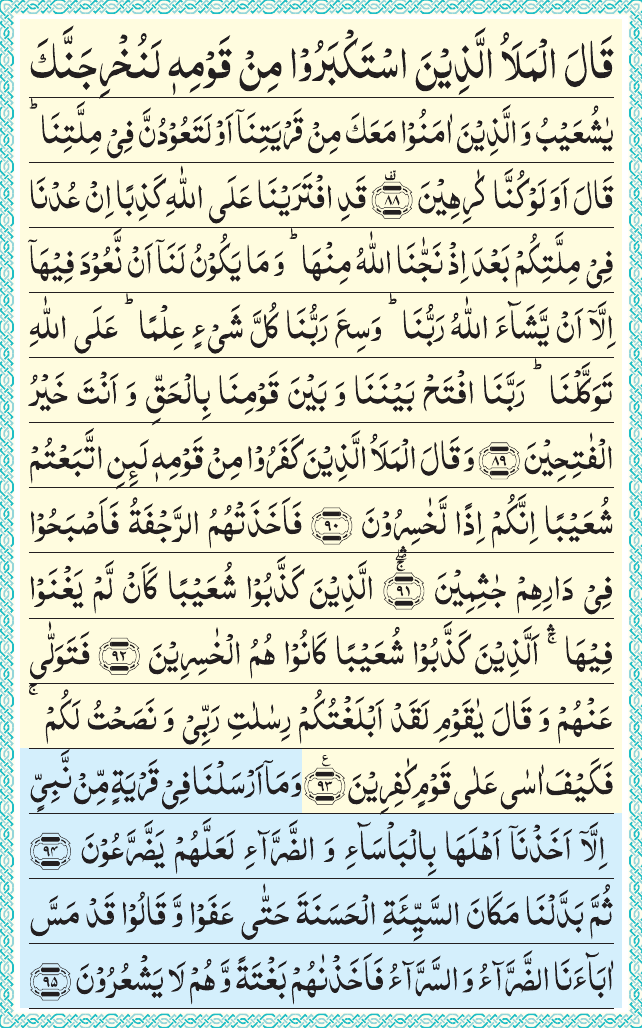 قَالَ الْمَلَاُ الَّذِيْنَ اسْتَكْبَرُوْا مِنْ قَوْمِهٖ لَنُخْرِجَنَّكَ
يٰشُعَيْبُ وَالَّذِيْنَ اٰمَنُوْا مَعَكَ مِنْ قَرْيَتِنَاۤ اَوْ لَتَعُوْدُنَّ فِيْ مِلَّتِنَا ؕ
قَالَ اَوَلَوْ كُنَّا كٰرِهِيْنَ ۟ۙ ﴿۸۸﴾ قَدِ افْتَرَيْنَا عَلَى اللّٰهِ كَذِبًا اِنْ عُدْنَا
فِيْ مِلَّتِكُمْ بَعْدَ اِذْ نَجّٰىنَا اللّٰهُ مِنْهَا ؕ وَمَا يَكُوْنُ لَنَاۤ اَنْ نَّعُوْدَ فِيْهَاۤ
اِلَّاۤ اَنْ يَّشَآءَ اللّٰهُ رَبُّنَا ؕ وَسِعَ رَبُّنَا كُلَّ شَيْءٍ عِلْمًا ؕ عَلَى اللّٰهِ
تَوَكَّلْنَا ؕ رَبَّنَا افْتَحْ بَيْنَنَا وَبَيْنَ قَوْمِنَا بِالْحَقِّ وَاَنْتَ خَيْرُ
الْفٰتِحِيْنَ ﴿۸۹﴾ وَقَالَ الْمَلَاُ الَّذِيْنَ كَفَرُوْا مِنْ قَوْمِهٖ لَئِنِ اتَّبَعْتُمْ
شُعَيْبًا اِنَّكُمْ اِذًا لَّخٰسِرُوْنَ ﴿۹۰﴾ فَاَخَذَتْهُمُ الرَّجْفَةُ فَاَصْبَحُوْا
فِيْ دَارِهِمْ جٰثِمِيْنَ ۛۚ ﴿۹۱﴾ الَّذِيْنَ كَذَّبُوْا شُعَيْبًا كَاَنْ لَّمْ يَغْنَوْا
فِيْهَا ۛۚ اَلَّذِيْنَ كَذَّبُوْا شُعَيْبًا كَانُوْا هُمُ الْخٰسِرِيْنَ ﴿۹۲﴾ فَتَوَلّٰى
عَنْهُمْ وَقَالَ يٰقَوْمِ لَقَدْ اَبْلَغْتُكُمْ رِسٰلٰتِ رَبِّيْ وَنَصَحْتُ لَكُمْ ۚ
فَكَيْفَ اٰسٰى عَلٰى قَوْمٍ كٰفِرِيْنَ ﴿۹۳﴾ ع وَمَاۤ اَرْسَلْنَا فِيْ قَرْيَةٍ مِّنْ نَّبِيٍّ
اِلَّاۤ اَخَذْنَاۤ اَهْلَهَا بِالْبَاْسَآءِ وَالضَّرَّآءِ لَعَلَّهُمْ يَضَّرَّعُوْنَ ﴿۹۴﴾
ثُمَّ بَدَّلْنَا مَكَانَ السَّيِّئَةِ الْحَسَنَةَ حَتّٰى عَفَوْا وَّقَالُوْا قَدْ مَسَّ
اٰبَآءَنَا الضَّرَّآءُ وَالسَّرَّآءُ فَاَخَذْنٰهُمْ بَغْتَةً وَّهُمْ لَا يَشْعُرُوْنَ ﴿۹۵﴾